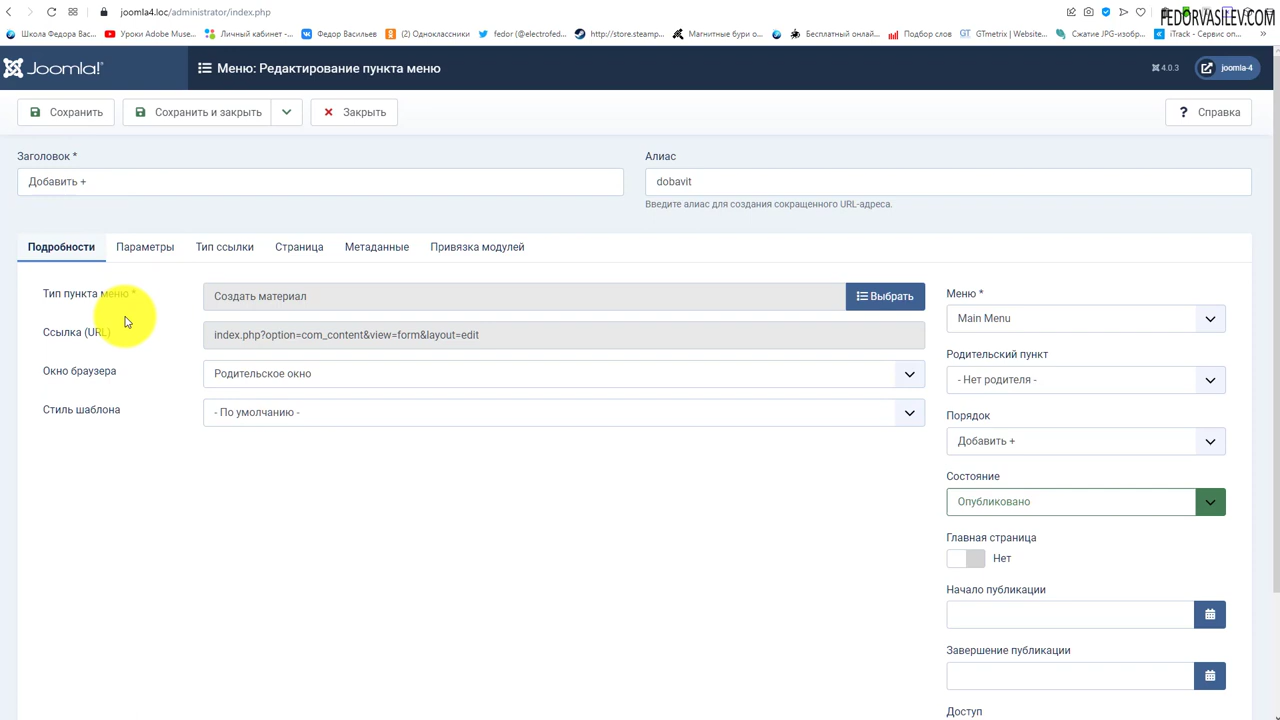 joomla4.loc/administrator/index.php
FEDORVASILEV.COM
Школа Федора Вас...
Уроки Adobe Muse...
Личный кабинет -...
Федор Васильев
(2) Одноклассники
fedor (@electrofed...
http://store.steamp...
Магнитные бури о...
Бесплатный онлай...
Подбор слов
GTmetrix | Website...
Сжатие JPG-изобр...
iTrack - Сервис оп...
»
Joomla!
Меню: Редактирование пункта меню
4.0.3
joomla-4
Сохранить
Сохранить и закрыть
Закрыть
? Справка
Заголовок *
Алиас
Добавить +
dobavit
Введите алиас для создания сокращенного URL-адреса.
Подробности
Параметры
Тип ссылки
Страница
Метаданные
Привязка модулей
Тип пункта меню *
Создать материал
Выбрать
Ссылка (URL)
index.php?option=com_content&view=form&layout=edit
Окно браузера
Родительское окно
Стиль шаблона
- По умолчанию -
Меню *
Main Menu
Родительский пункт
- Нет родителя -
Порядок
Добавить +
Состояние
Опубликовано
Главная страница
Нет
Начало публикации
Завершение публикации
Доступ